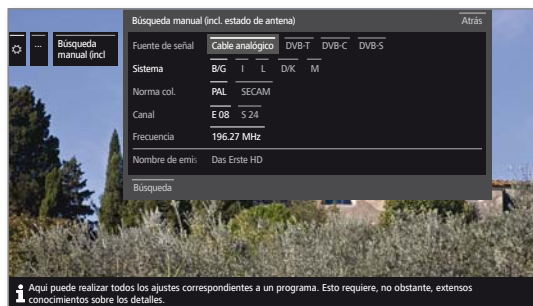 Búsqueda manual (incl. estado de antena) Atrás
... Búsqueda manual (incl
Fuente de señal Cable analógico DVB-T DVB-C DVB-S
Sistema B/G I L D/K M
Norma col. PAL SECAM
Canal E 08 S 24
Frecuencia 196.27 MHz
Nombre de emis Das Erste HD
Búsqueda
Aqui puede realizar todos los ajustes correspondientes a un programa. Esto requiere, no obstante, extensos
conocimientos sobre los detalles.